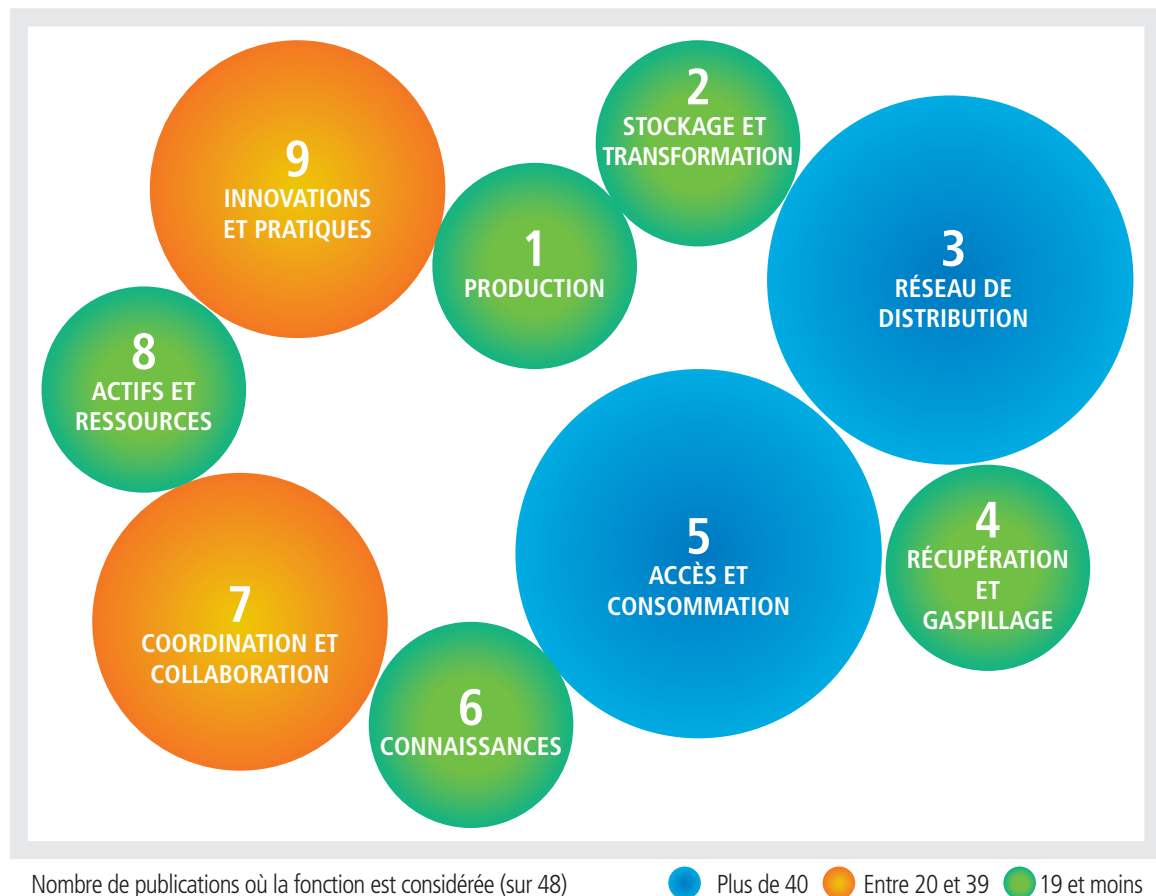 9
INNOVATIONS
ET PRATIQUES
2
STOCKAGE ET
TRANSFORMATION
1
PRODUCTION
3
RÉSEAU DE
DISTRIBUTION
8
ACTIFS ET
RESSOURCES
5
ACCÈS ET
CONSOMMATION
4
RÉCUPÉRATION
ET
GASPILLAGE
7
COORDINATION ET
COLLABORATION
6
CONNAISSANCES
Nombre de publications où la fonction est considérée (sur 48)
Plus de 40
Entre 20 et 39
19 et moins